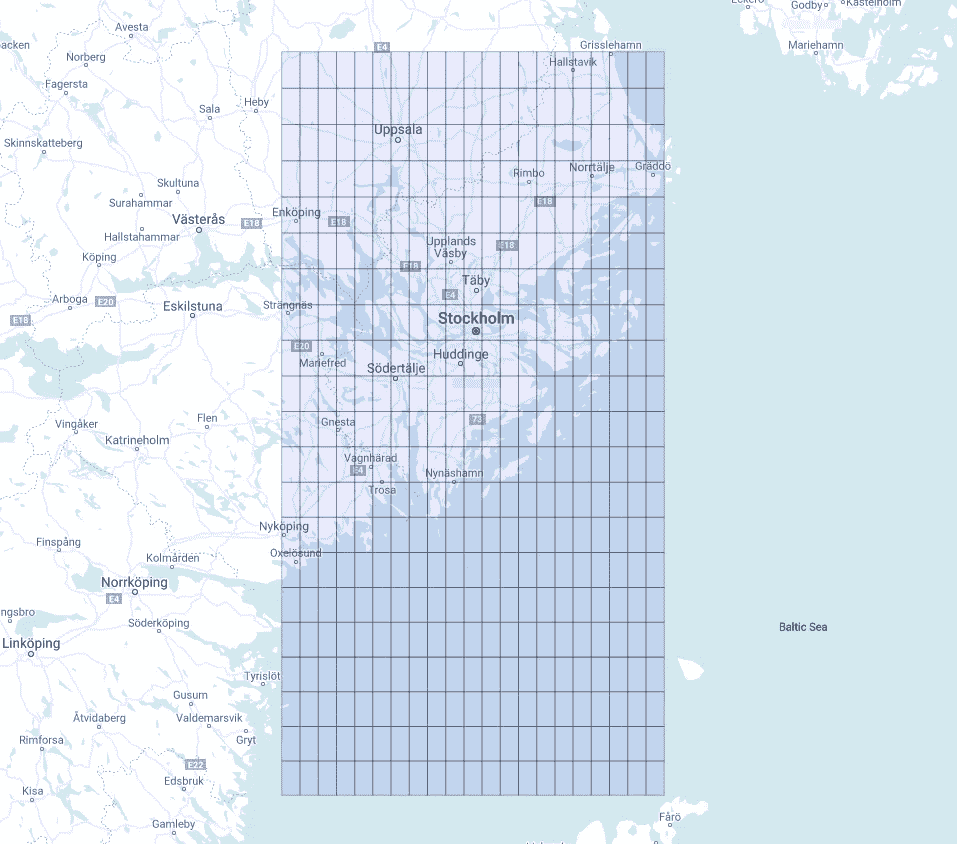 Eckerö
Godby
Kastelholm
Avesta
E4
Grisslehamn
Mariehamn
acken
Norberg
Hallstavik
Fagersta
Sala
Heby
Uppsala
Skinnskatteberg
Rimbo
Norrtälje
Gräddö
Skultuna
Surahammar
E18
Västerås
E18
Enköping
E18
Hallstahammar
Upplands
Väsby
E18
Köping
E18
Täby
Arboga
E20
Eskilstuna
Strängnäs
E4
E18
Stockholm
E20
Mariefred
Huddinge
Södertälje
Vingåker
Flen
Gnesta
73
Katrineholm
Vagnhärad
E4
Nynäshamn
Trosa
Nyköping
Finspång
Kolmården
Oxelösund
Norrköping
E4
ngsbro
Söderköping
Baltic Sea
Linköping
Tyrislöt
Gusum
Åtvidaberg
Valdemarsvik
Rimforsa
Gryt
E22
Edsbruk
Kisa
Gamleby
Fårö